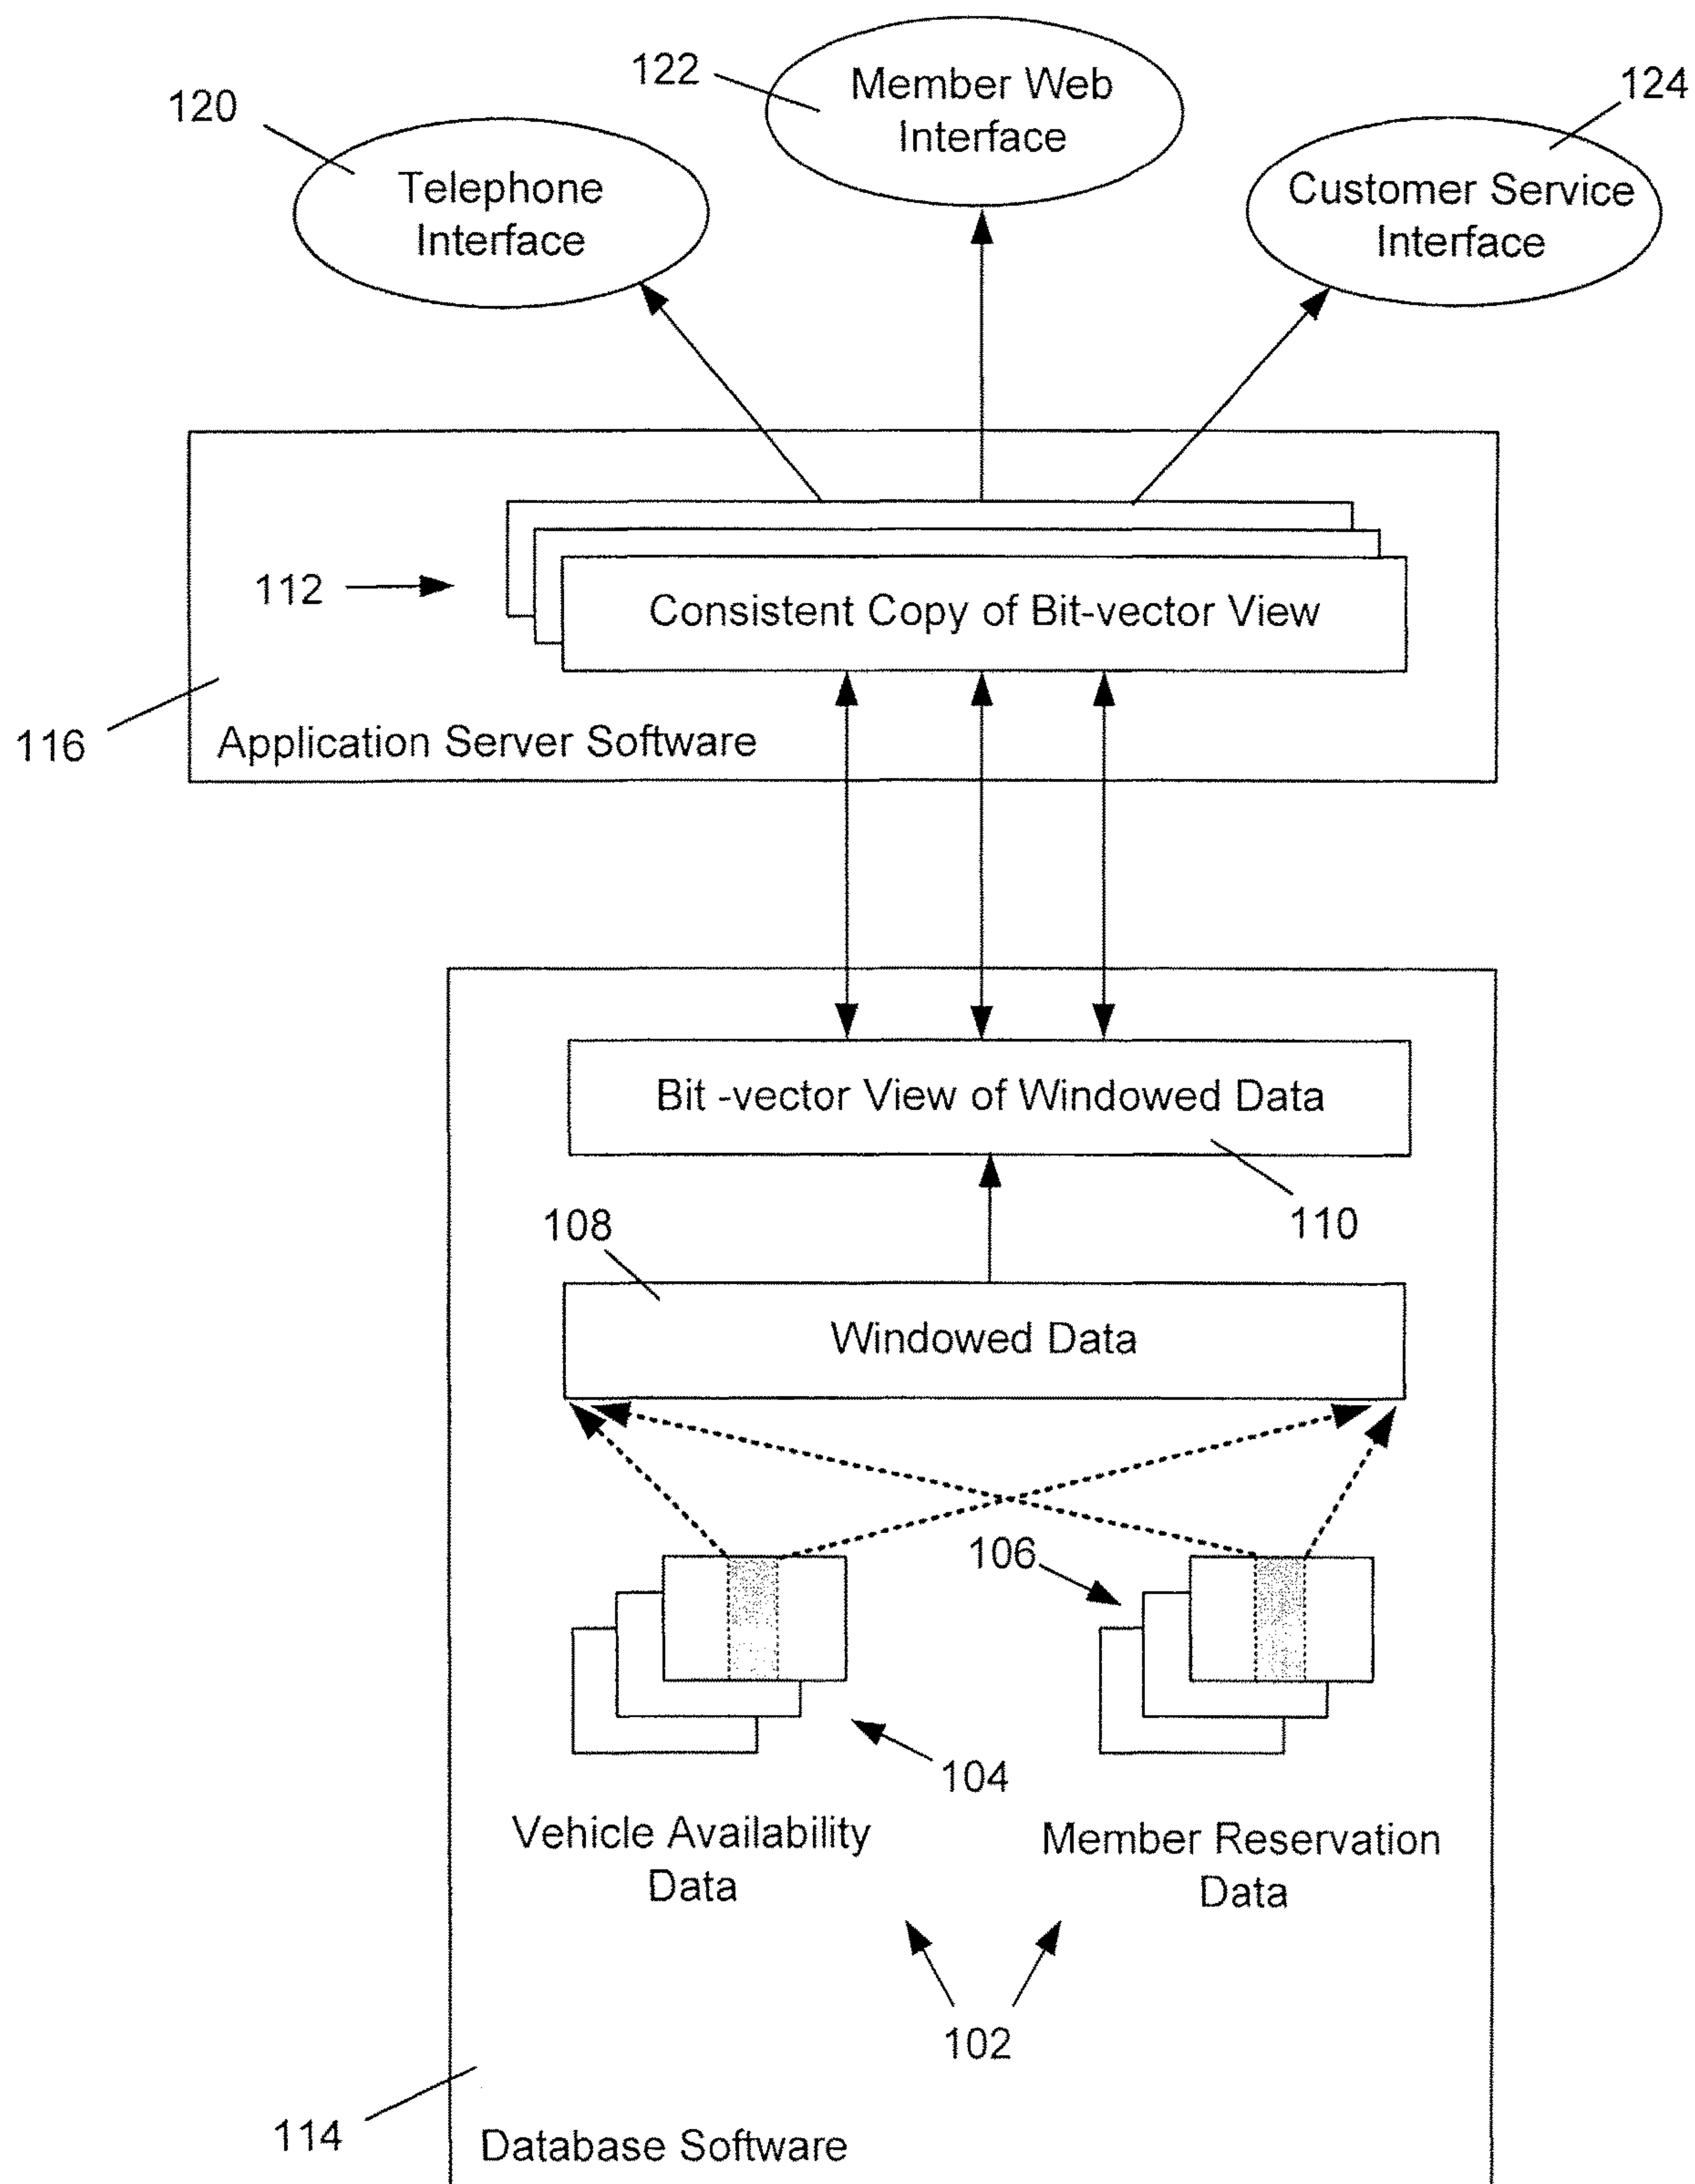 122
Member Web
Interface
124
120
Telephone
Interface
Customer Service
Interface
112
Consistent Copy of Bit-vector View
116
Application Server Software
Bit -vector View of Windowed Data
110
108
Windowed Data
106
104
Vehicle Availability
Data
Member Reservation
Data
102
114
Database Software